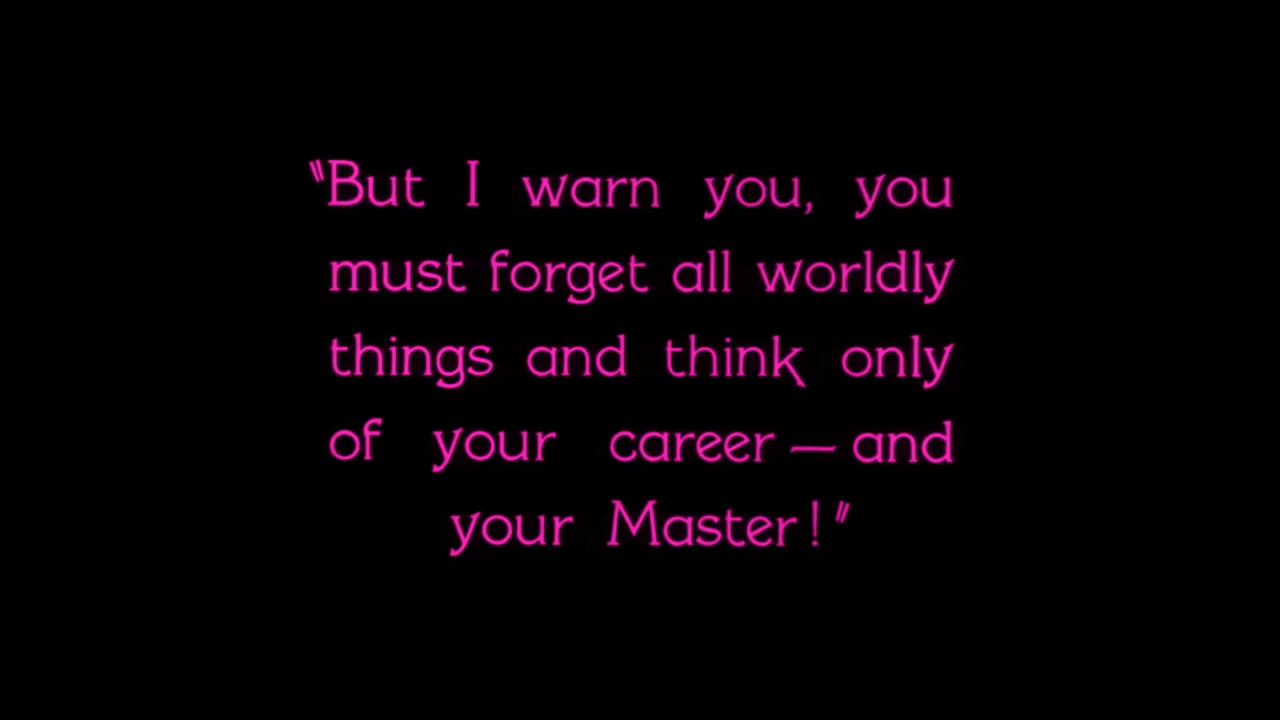 "But I warn you, you
must forget all worldly
things and think only
of your career — and
your Master!"